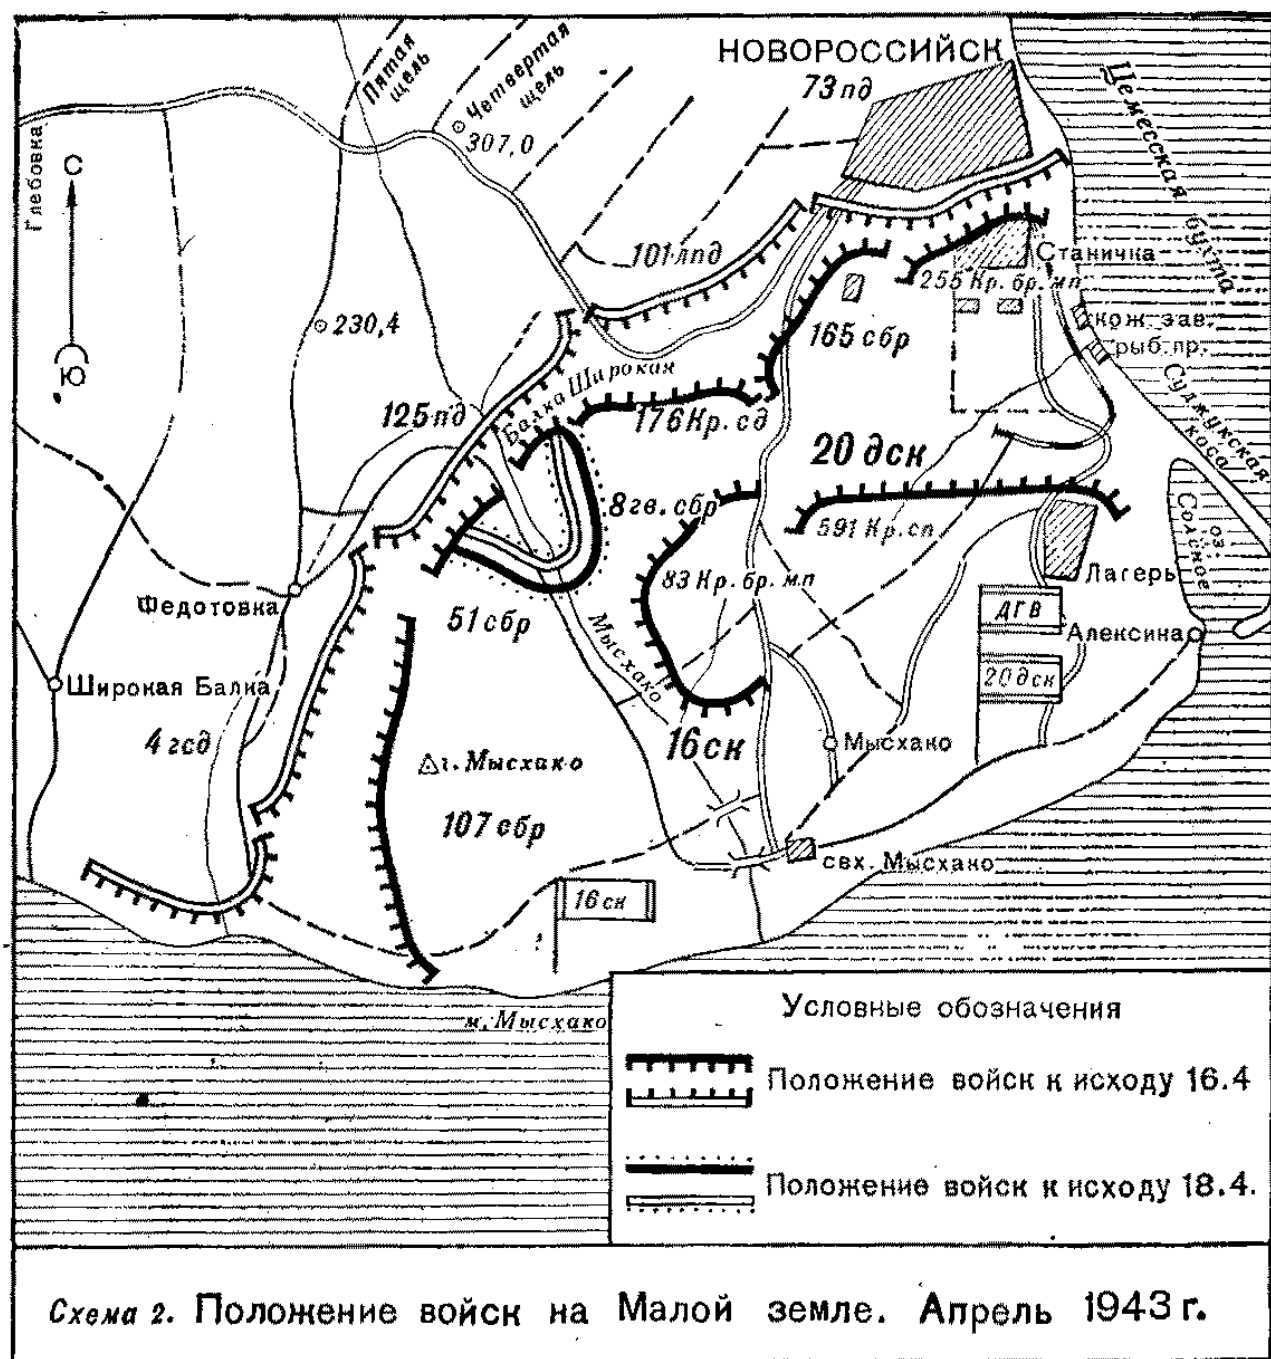 НОВОРОССИЙСК
73 пд
Пятая
щель
Четвертая
щель
307,0
Цемесская бухта
Глебовка
С
Ю
101 лпд
Станичка
255 Кр. бр. мп
230,4
165 сбр
кож. зав.
рыб. пр.
Суджукская
коса
125 пд
Балка Широкая
176 Кр. сд
20 дск
8 гв. сбр
591 Кр. сп
оз.
Солёное
83 Кр. бр. мп
Лагерь
Федотовка
51 сбр
ДГВ
Алексина
Мысхако
Широкая Балка
20 дск
4 гсд
16 ск
Мысхако
г. Мысхако
107 сбр
свх. Мысхако
16 ск
м. Мысхако
Условные обозначения
Положение войск к исходу 16.4
Положение войск к исходу 18.4.
Схема 2. Положение войск на Малой земле. Апрель 1943 г.